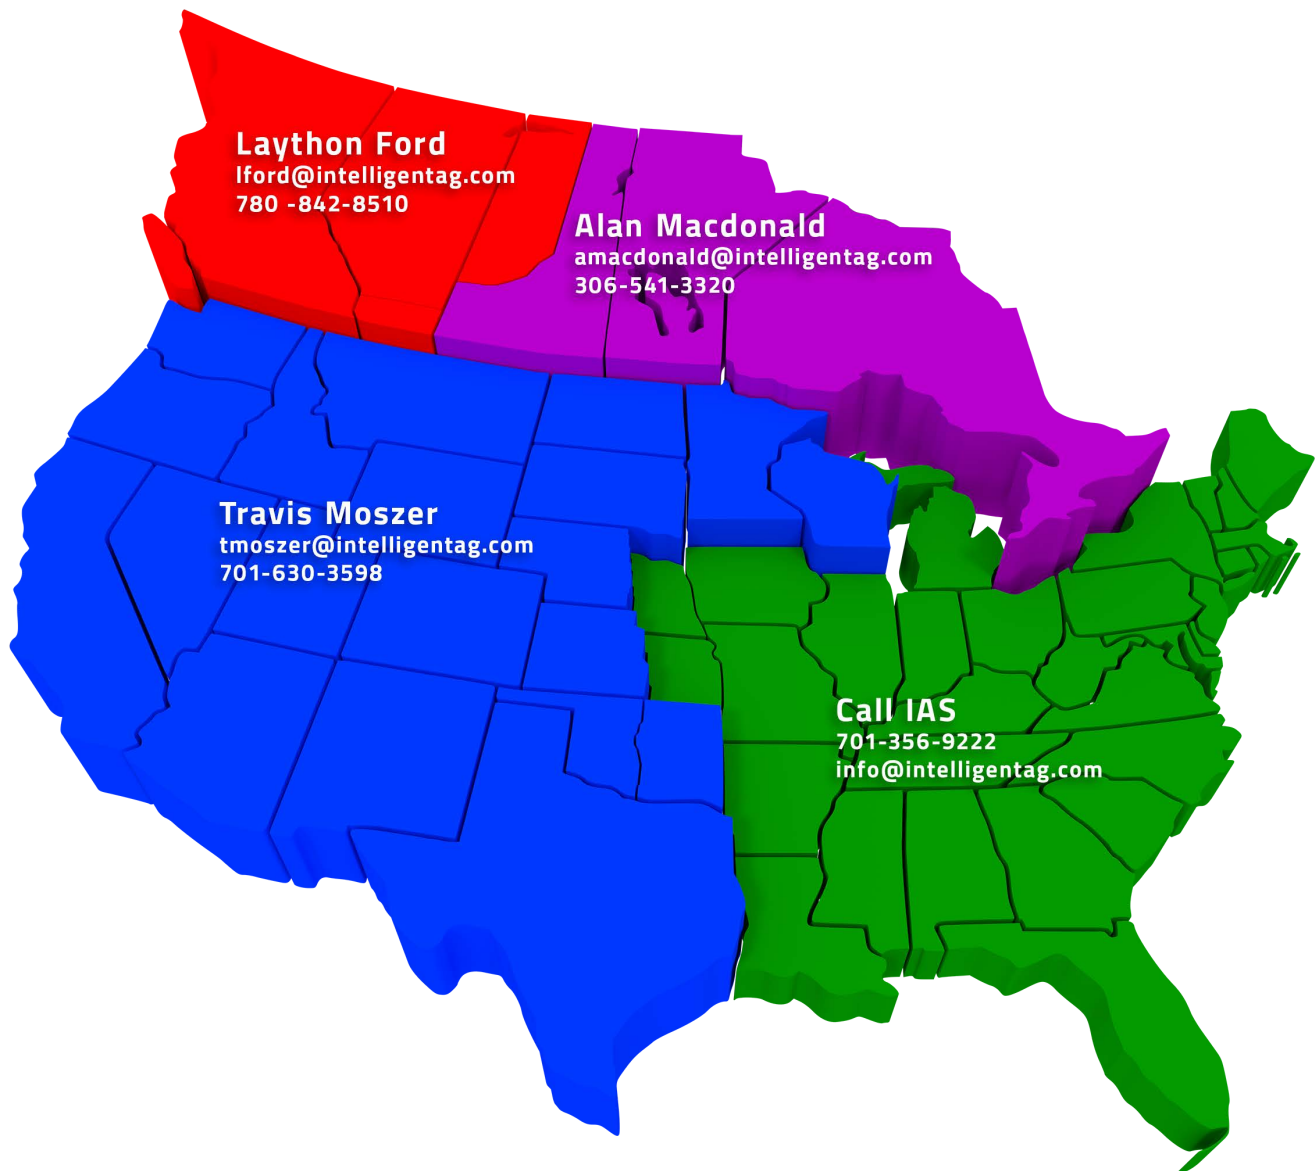 Laython Ford
lford@intelligentag.com
780 -842-8510
Alan Macdonald
amacdonald@intelligentag.com
306-541-3320
Travis Moszer
tmoszer@intelligentag.com
701-630-3598
Call IAS
701-356-9222
info@intelligentag.com